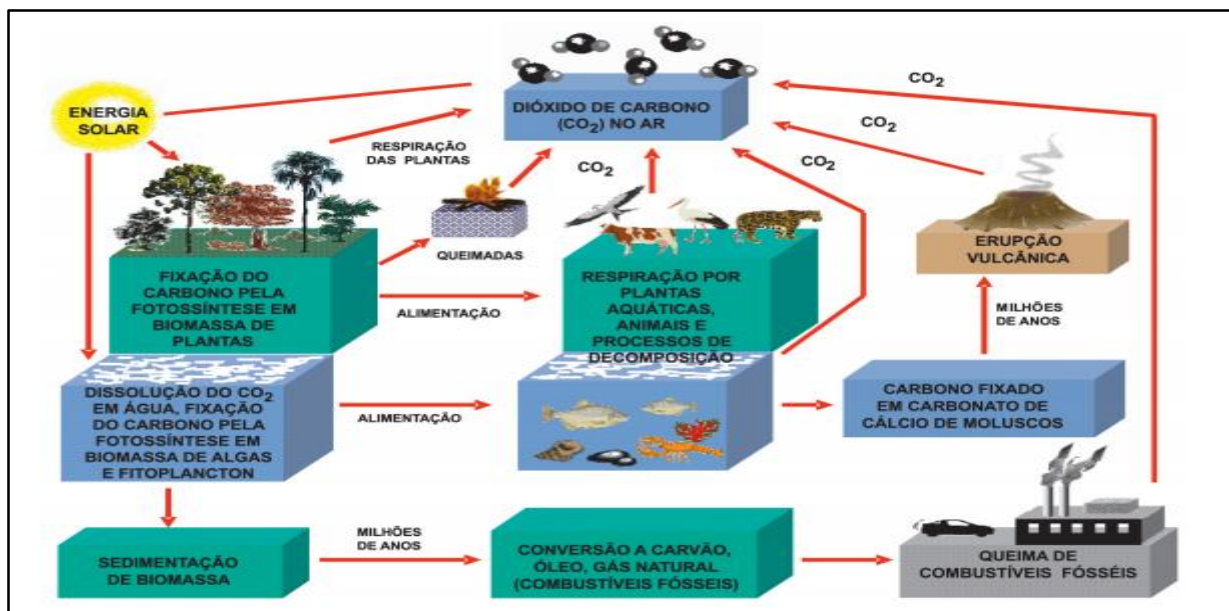 CO₂
CO₂
DIÓXIDO DE CARBONO
(CO₂) NO AR
ENERGIA
SOLAR
RESPIRAÇÃO
DAS PLANTAS
CO₂
CO₂
QUEIMADAS
ERUPÇÃO
VULCÂNICA
FIXAÇÃO DO
CARBONO PELA
FOTOSSÍNTESE EM
BIOMASSA DE
PLANTAS
ALIMENTAÇÃO
RESPIRAÇÃO POR
PLANTAS
AQUÁTICAS,
ANIMAIS E
PROCESSOS DE
DECOMPOSIÇÃO
MILHÕES
DE ANOS
DISSOLUÇÃO DO CO₂
EM ÁGUA, FIXAÇÃO
DO CARBONO PELA
FOTOSSÍNTESE EM
BIOMASSA DE ALGAS
E FITOPLANCTON
ALIMENTAÇÃO
CARBONO FIXADO
EM CARBONATO DE
CÁLCIO DE MOLUSCOS
SEDIMENTAÇÃO
DE BIOMASSA
MILHÕES
DE ANOS
CONVERSÃO A CARVÃO,
ÓLEO, GÁS NATURAL
(COMBUSTÍVEIS FÓSSEIS)
QUEIMA DE
COMBUSTÍVEIS FÓSSÉIS